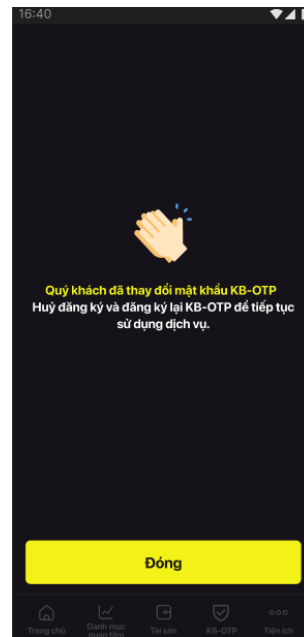 16:40
Quý khách đã thay đổi mật khẩu KB-OTP
Huỷ đăng ký và đăng ký lại KB-OTP để tiếp tục
sử dụng dịch vụ.
Đóng
Trang chủ
Danh mục
quan tâm
Tài sản
KB-OTP
Tiện ích